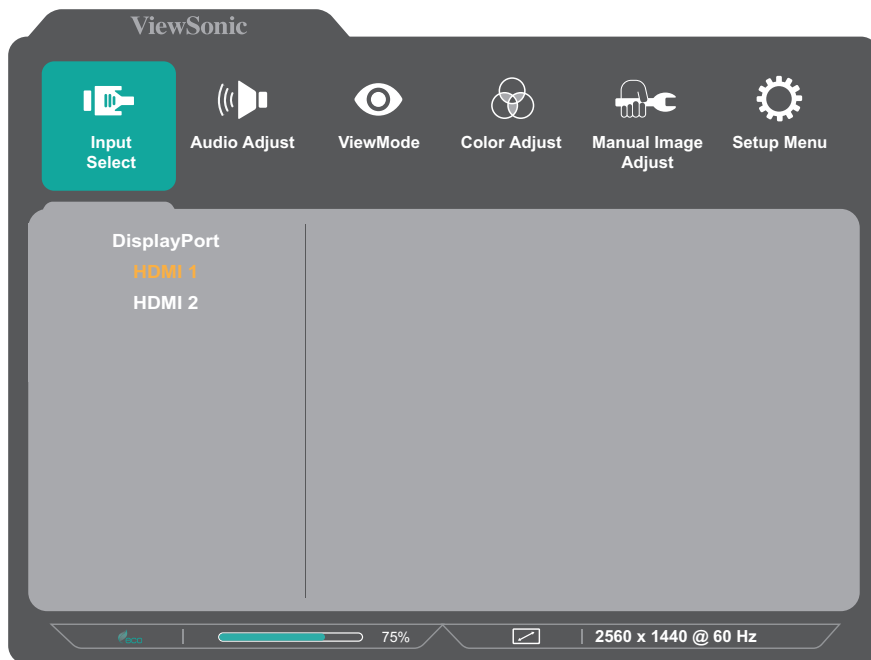 ViewSonic
Input
Select
Audio Adjust
ViewMode
Color Adjust
Manual Image
Adjust
Setup Menu
DisplayPort
HDMI 1
HDMI 2
eco
75%
2560 x 1440 @ 60 Hz